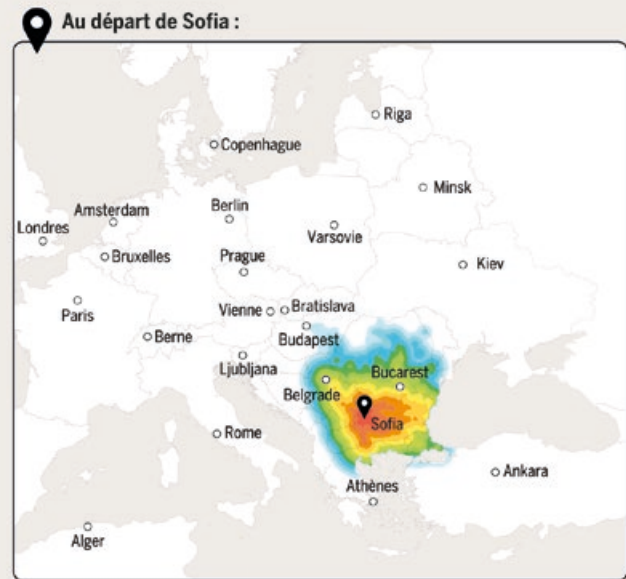 Au départ de Sofia :
Riga
Copenhague
Minsk
Amsterdam
Berlin
Londres
Varsovie
Bruxelles
Prague
Kiev
Paris
Vienne
Bratislava
Berne
Budapest
Ljubljana
Bucarest
Belgrade
Sofia
Rome
Ankara
Athènes
Alger